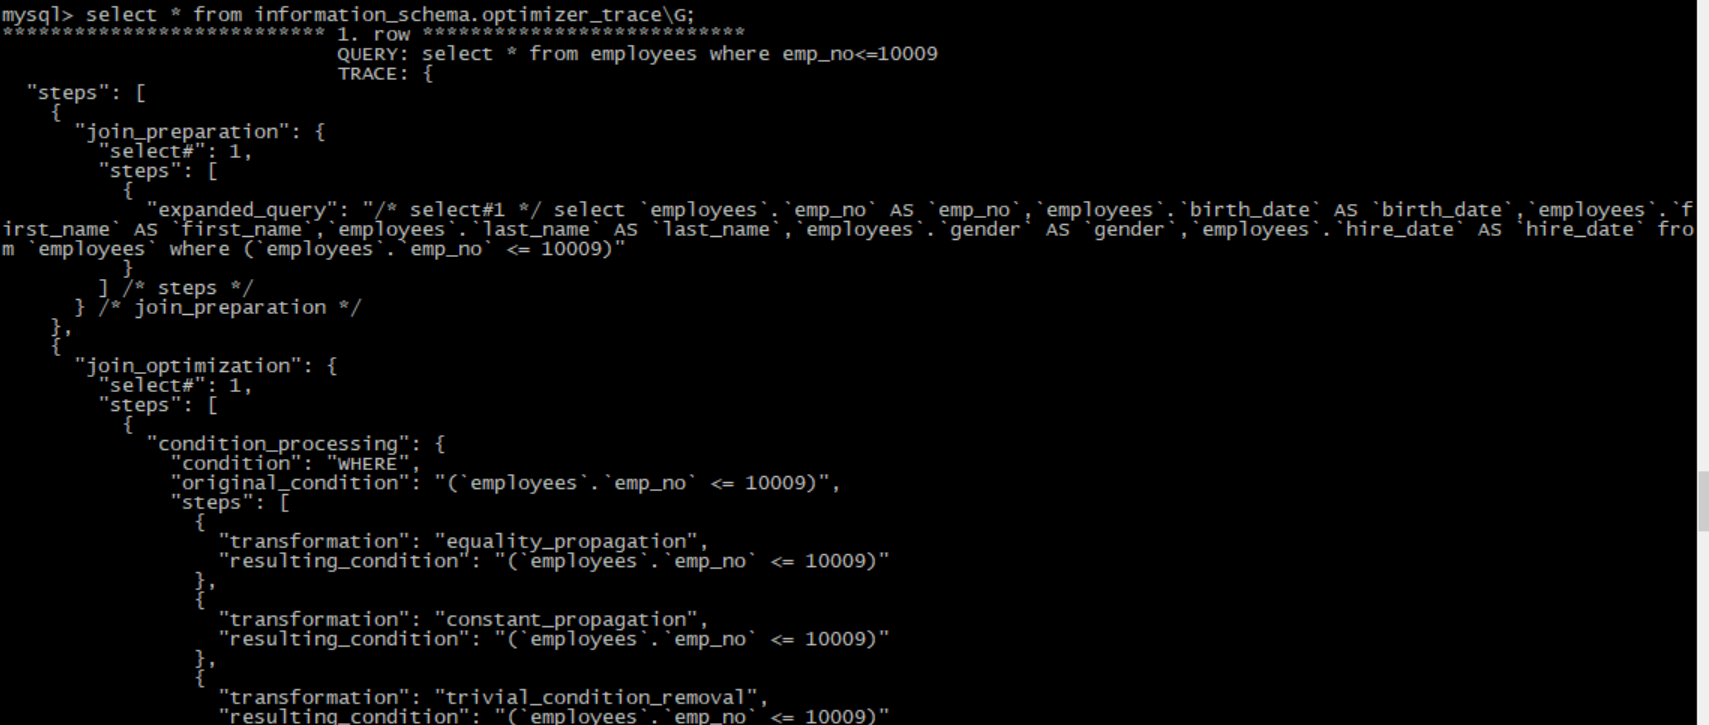 mysql> select * from information_schema.optimizer_trace\G;
*************************** 1. row ***************************
                            QUERY: select * from employees where emp_no<=10009
                            TRACE: {
  "steps": [
    {
      "join_preparation": {
        "select#": 1,
        "steps": [
          {
            "expanded_query": "/* select#1 */ select `employees`.`emp_no` AS `emp_no`,`employees`.`birth_date` AS `birth_date`,`employees`.`f
irst_name` AS `first_name`,`employees`.`last_name` AS `last_name`,`employees`.`gender` AS `gender`,`employees`.`hire_date` AS `hire_date` fro
m `employees` where (`employees`.`emp_no` <= 10009)"
          }
        ] /* steps */
      } /* join_preparation */
    },
    {
      "join_optimization": {
        "select#": 1,
        "steps": [
          {
            "condition_processing": {
              "condition": "WHERE",
              "original_condition": "(`employees`.`emp_no` <= 10009)",
              "steps": [
                {
                  "transformation": "equality_propagation",
                  "resulting_condition": "(`employees`.`emp_no` <= 10009)"
                },
                {
                  "transformation": "constant_propagation",
                  "resulting_condition": "(`employees`.`emp_no` <= 10009)"
                },
                {
                  "transformation": "trivial_condition_removal",
                  "resulting_condition": "(`employees`.`emp_no` <= 10009)"